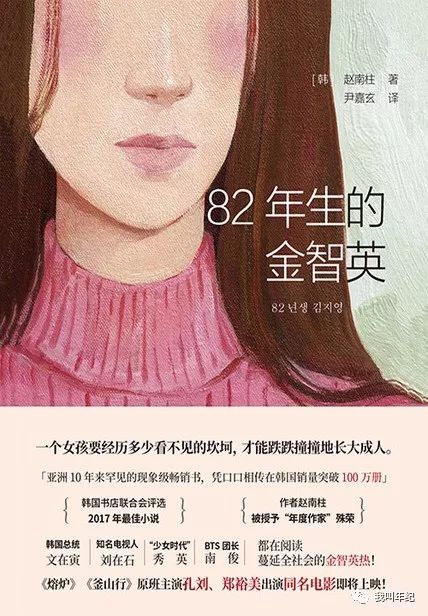 [韩] 赵南柱 著
尹嘉玄 译
82 年生的
金智英
82년생 김지영
一个女孩要经历多少看不见的坎坷，才能跌跌撞撞地长大成人。
「亚洲10年来罕见的现象级畅销书，凭口口相传在韩国销量突破100万册」
韩国书店联合会评选
2017年最佳小说
作者赵南柱
被授予“年度作家”殊荣
韩国总统
文在寅
知名电视人
刘在石
“少女时代”
秀英
BTS 团长
南俊
都在阅读
蔓延全社会的金智英热！
《熔炉》《釜山行》原班主演孔刘、郑裕美出演同名电影即将上映！
我叫年纪